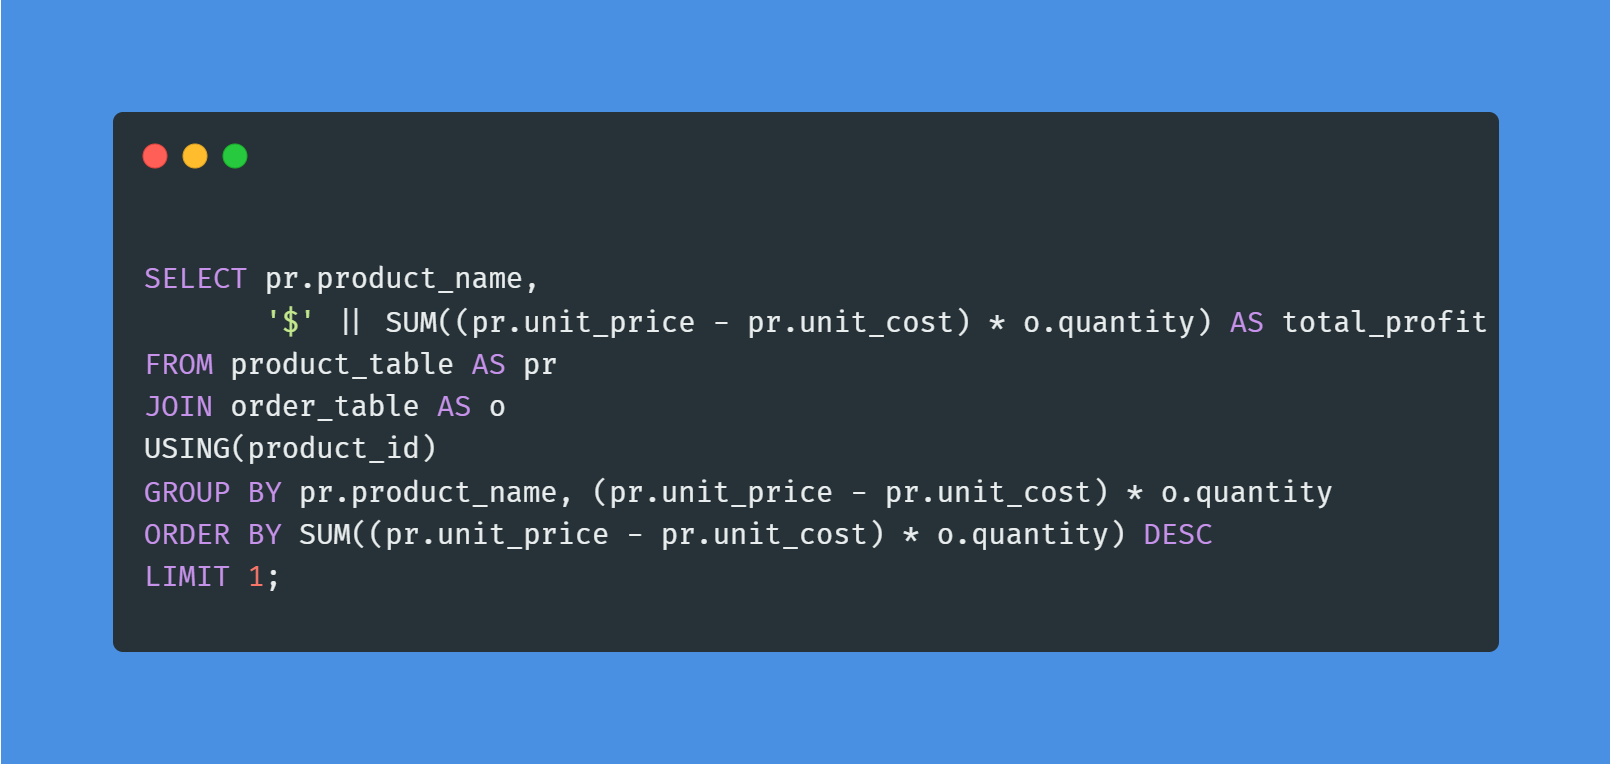 SELECT pr.product_name,
       '$' || SUM((pr.unit_price - pr.unit_cost) * o.quantity) AS total_profit
FROM product_table AS pr
JOIN order_table AS o
USING(product_id)
GROUP BY pr.product_name, (pr.unit_price - pr.unit_cost) * o.quantity
ORDER BY SUM((pr.unit_price - pr.unit_cost) * o.quantity) DESC
LIMIT 1;